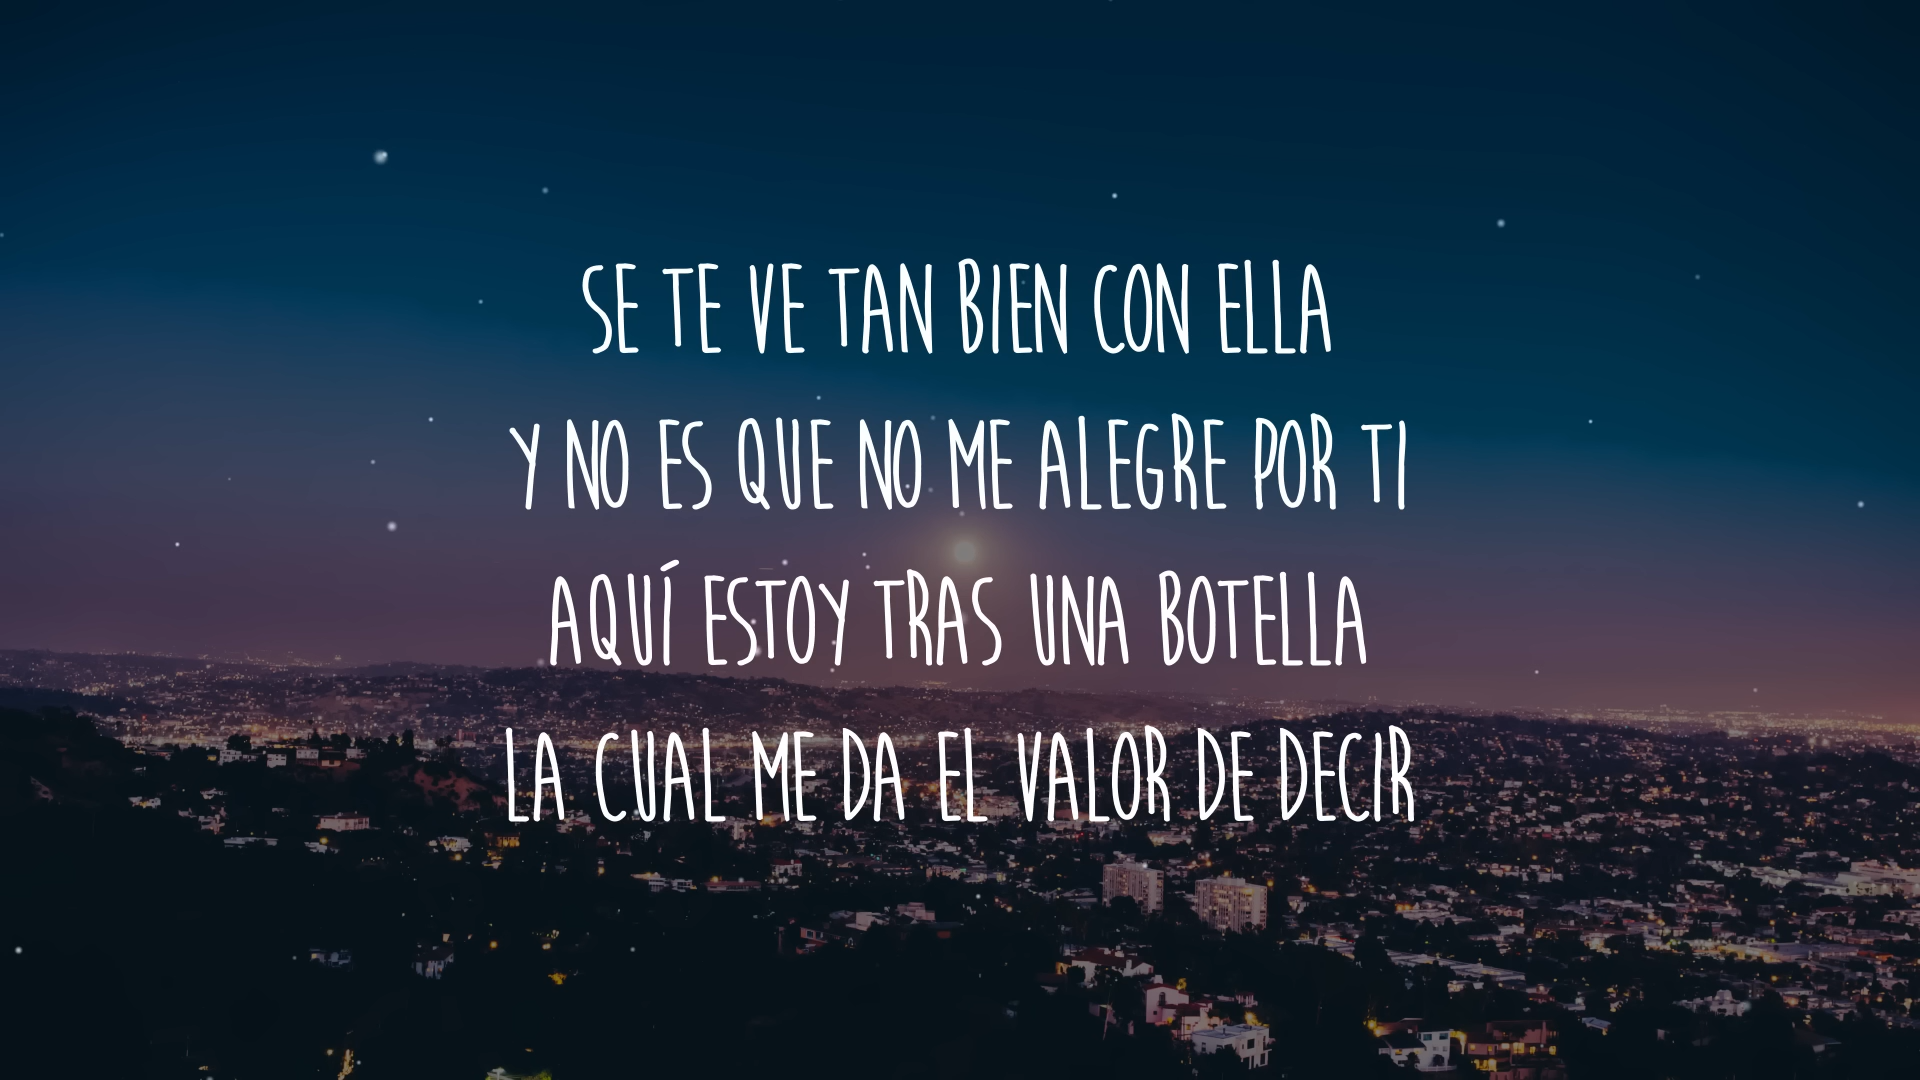 SE TE VE TAN BIEN CON ELLA
Y NO ES QUE NO ME ALEGRE POR TI
AQUÍ ESTOY TRAS UNA BOTELLA
LA CUAL ME DA EL VALOR DE DECIR